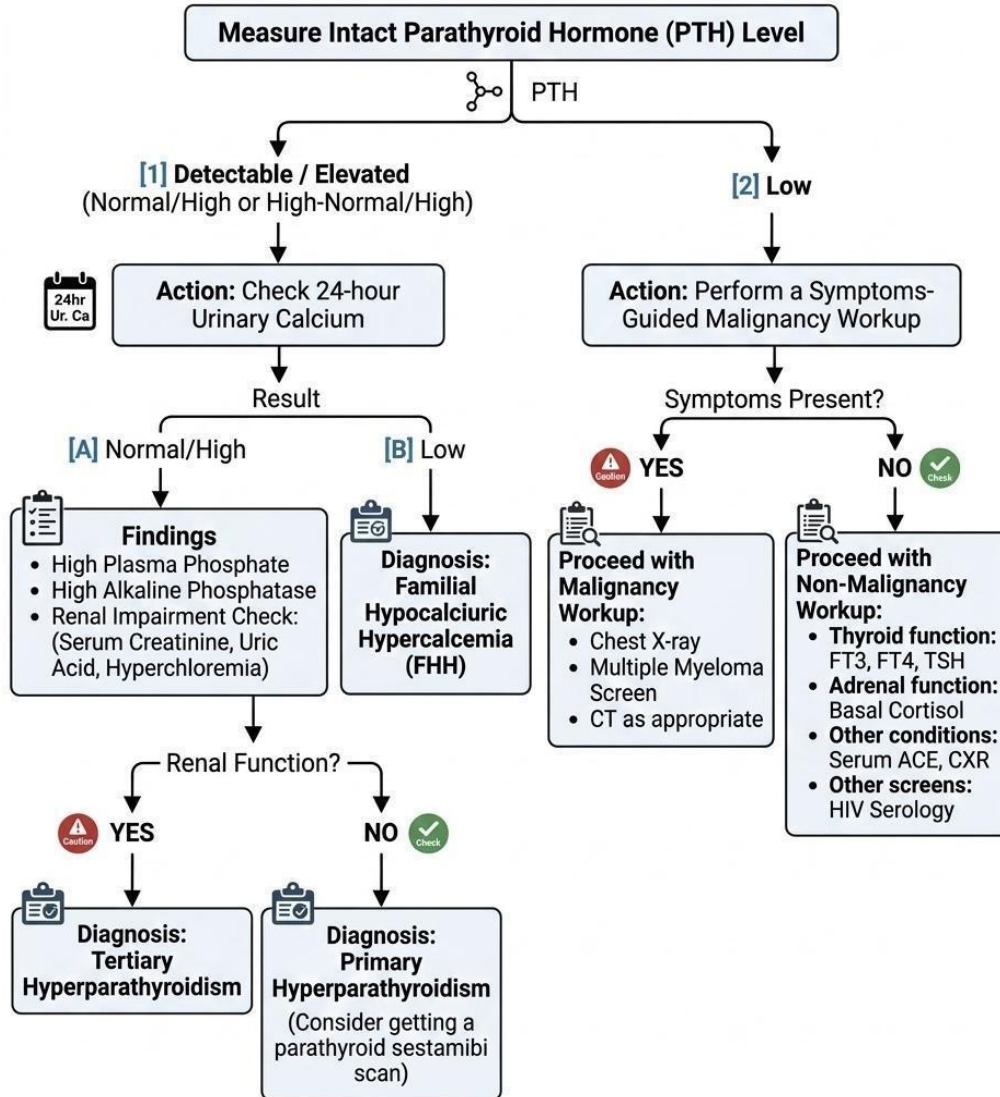 Measure Intact Parathyroid Hormone (PTH) Level
PTH
[1] Detectable / Elevated
(Normal/High or High-Normal/High)
[2] Low
24hr
Ur. Ca
Action: Check 24-hour
Urinary Calcium
Action: Perform a Symptoms-
Guided Malignancy Workup
Result
Symptoms Present?
[A] Normal/High
[B] Low
Caution
YES
NO
Check
Findings
• High Plasma Phosphate
• High Alkaline Phosphatase
• Renal Impairment Check:
(Serum Creatinine, Uric
Acid, Hyperchloremia)
Diagnosis:
Familial
Hypocalciuric
Hypercalcemia
(FHH)
Proceed with
Malignancy
Workup:
• Chest X-ray
• Multiple Myeloma
Screen
• CT as appropriate
Proceed with
Non-Malignancy
Workup:
• Thyroid function:
FT3, FT4, TSH
• Adrenal function:
Basal Cortisol
• Other conditions:
Serum ACE, CXR
• Other screens:
HIV Serology
Renal Function?
Caution
YES
NO
Check
Diagnosis:
Tertiary
Hyperparathyroidism
Diagnosis:
Primary
Hyperparathyroidism
(Consider getting a
parathyroid sestamibi
scan)